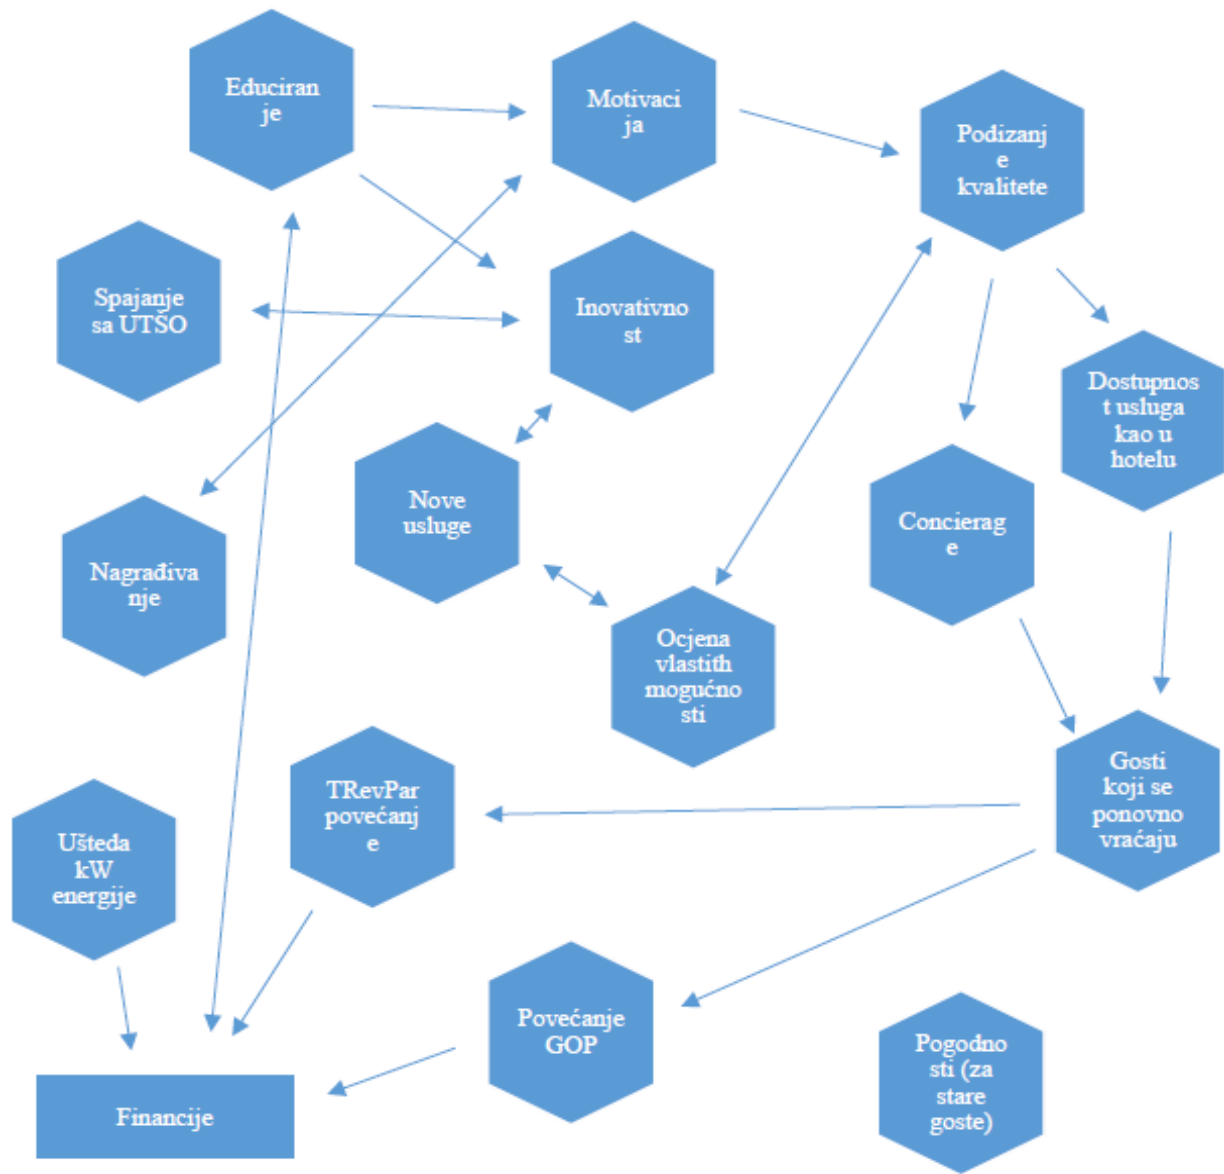 Educiran
je
Motivaci
ja
Podizanj
e
kvalitete
Spajanje
sa UTŠO
Inovativno
st
Dostupnos
t usluga
kao u
hotelu
Nove
usluge
Concierag
e
Nagrađiva
nje
Ocjena
vlastith
mogućno
sti
Gosti
koji se
ponovno
vraćaju
TRevPar
povećanj
e
Ušteda
kW
energije
Povećanje
GOP
Pogodno
sti (za
stare
goste)
Financije